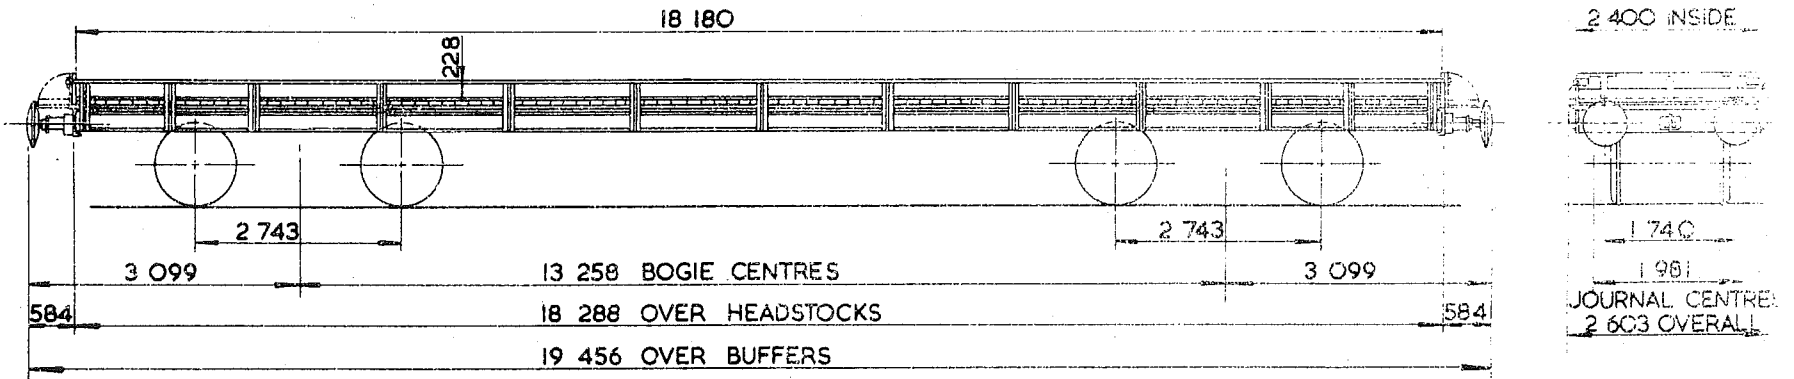 18 180
2 400 INSIDE
228
2 743
2 743
1 740
3 099
13 258 BOGIE CENTRES
3 099
1 981
JOURNAL CENTRES
584
18 288 OVER HEADSTOCKS
584
2 603 OVERALL
19 456 OVER BUFFERS